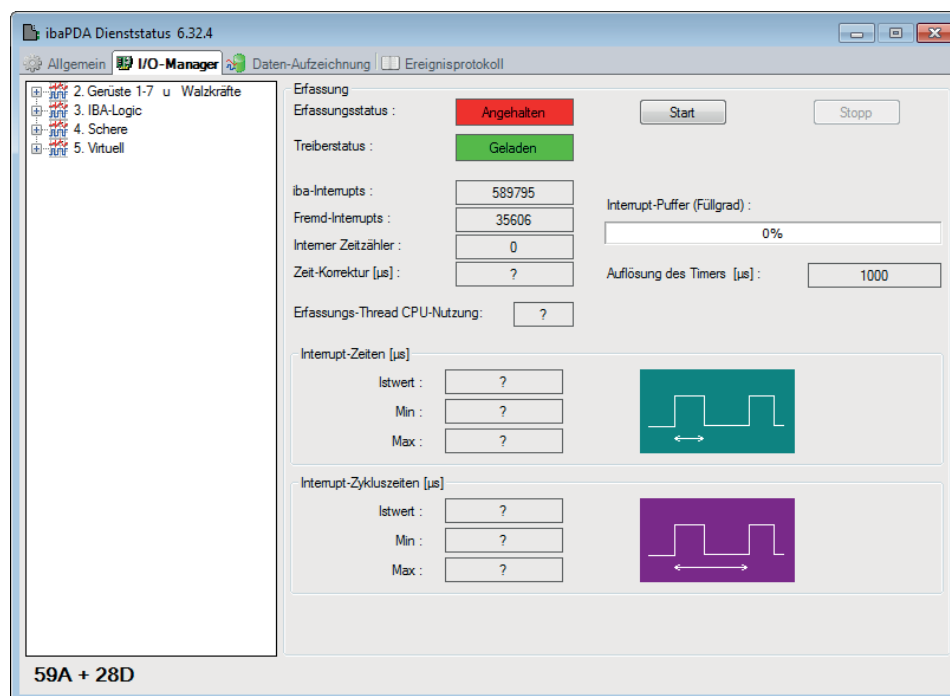 ibaPDA Dienststatus 6.32.4
Allgemein I/O-Manager Daten-Aufzeichnung Ereignisprotokoll
2. Gerüste 1-7 u Walzkräfte
3. IBA-Logic
4. Schere
5. Virtuell
Erfassung
Erfassungsstatus : Angehalten Start Stopp
Treiberstatus : Geladen
iba-Interrupts : 589795
Fremd-Interrupts : 35606
Interner Zeitzähler : 0
Zeit-Korrektur [µs] : ?
Interrupt-Puffer (Füllgrad) :
0%
Auflösung des Timers [µs] : 1000
Erfassungs-Thread CPU-Nutzung: ?
Interrupt-Zeiten [µs]
Istwert : ?
Min : ?
Max : ?
Interrupt-Zykluszeiten [µs]
Istwert : ?
Min : ?
Max : ?
59A + 28D